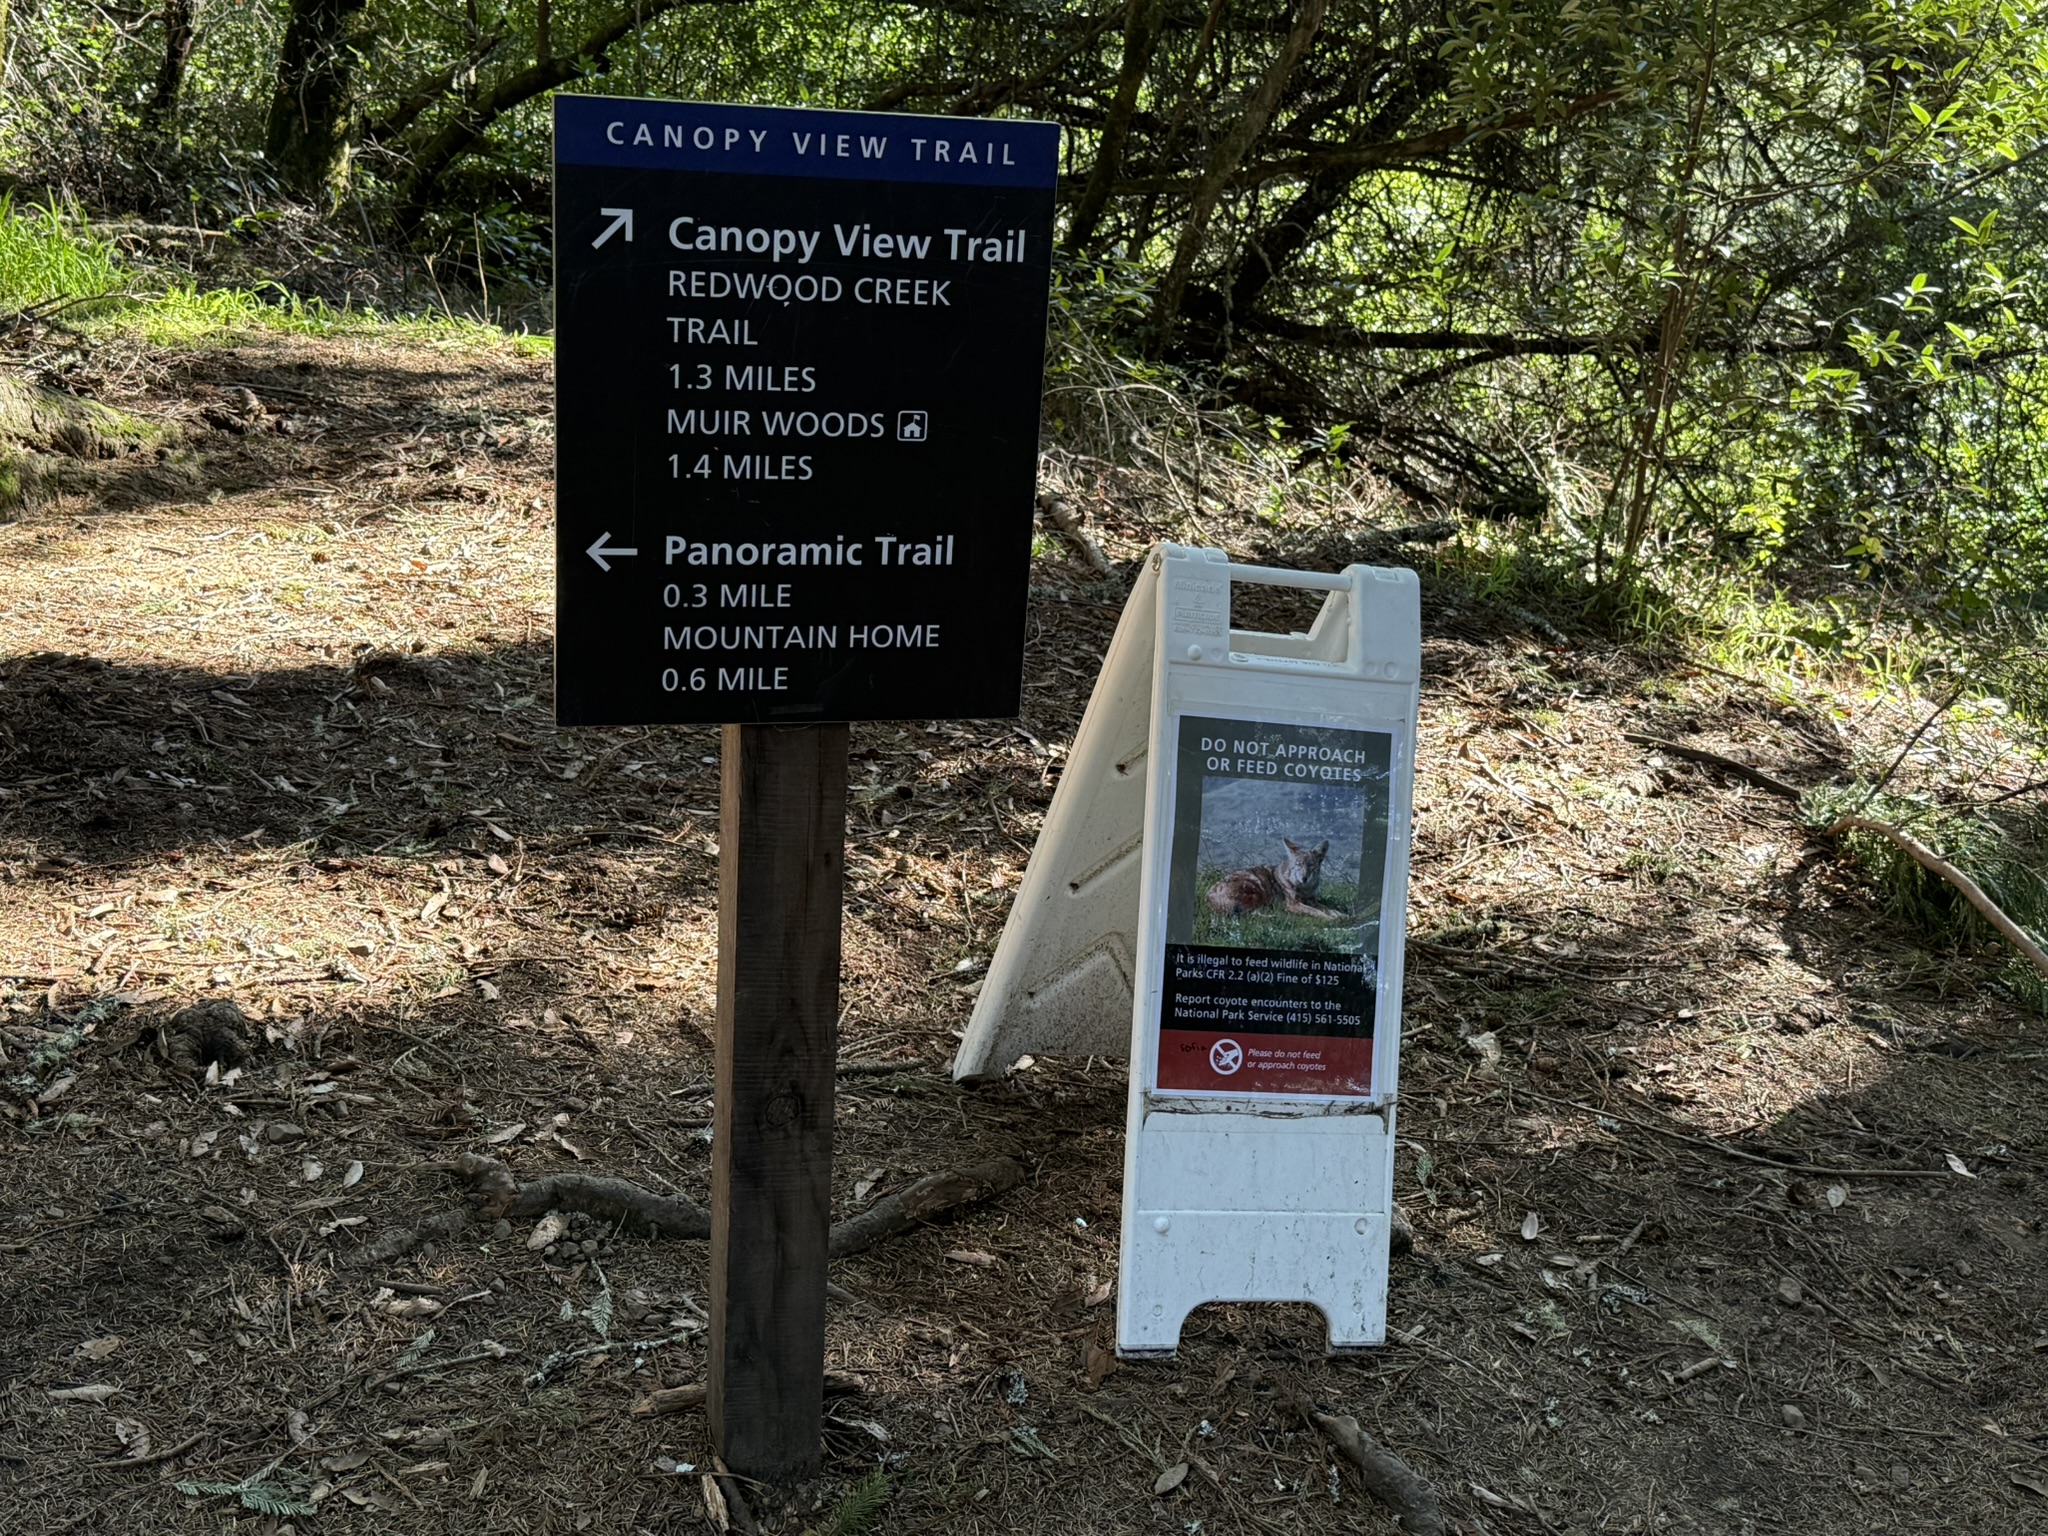 CANOPY VIEW TRAIL
Canopy View Trail
REDWOOD CREEK
TRAIL
1.3 MILES
MUIR WOODS
1.4 MILES
Panoramic Trail
0.3 MILE
MOUNTAIN HOME
0.6 MILE
DO NOT APPROACH
OR FEED COYOTES
It is illegal to feed wildlife in National
Parks CFR 2.2 (a)(2) Fine of $125
Report coyote encounters to the
National Park Service (415) 561-5505
sofia
Please do not feed
or approach coyotes